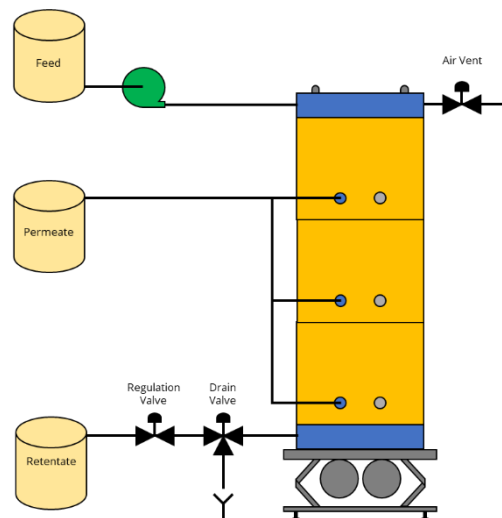 Feed
Air Vent
Permeate
Regulation
Valve
Drain
Valve
Retentate